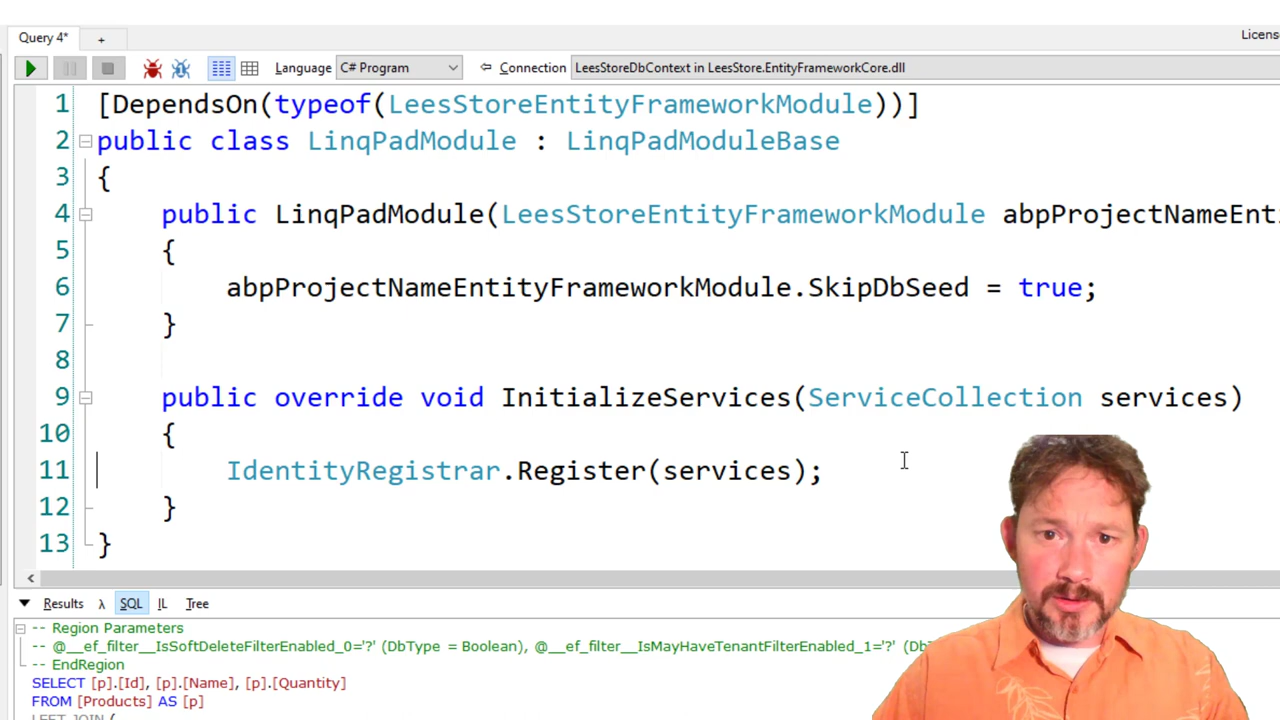 Query 4*
+
Licens
Language C# Program Connection LeesStoreDbContext in LeesStore.EntityFrameworkCore.dll
1 [DependsOn(typeof(LeesStoreEntityFrameworkModule))]
2 public class LinqPadModule : LinqPadModuleBase
3 {
4 public LinqPadModule(LeesStoreEntityFrameworkModule abpProjectNameEnti
5 {
6 abpProjectNameEntityFrameworkModule.SkipDbSeed = true;
7 }
8
9 public override void InitializeServices(ServiceCollection services)
10 {
11 IdentityRegistrar.Register(services);
12 }
13 }
Results λ SQL IL Tree
-- Region Parameters
-- @__ef_filter__IsSoftDeleteFilterEnabled_0='?' (DbType = Boolean), @__ef_filter__IsMayHaveTenantFilterEnabled_1='?' (Db
-- EndRegion
SELECT [p].[Id], [p].[Name], [p].[Quantity]
FROM [Products] AS [p]
LEFT JOIN (